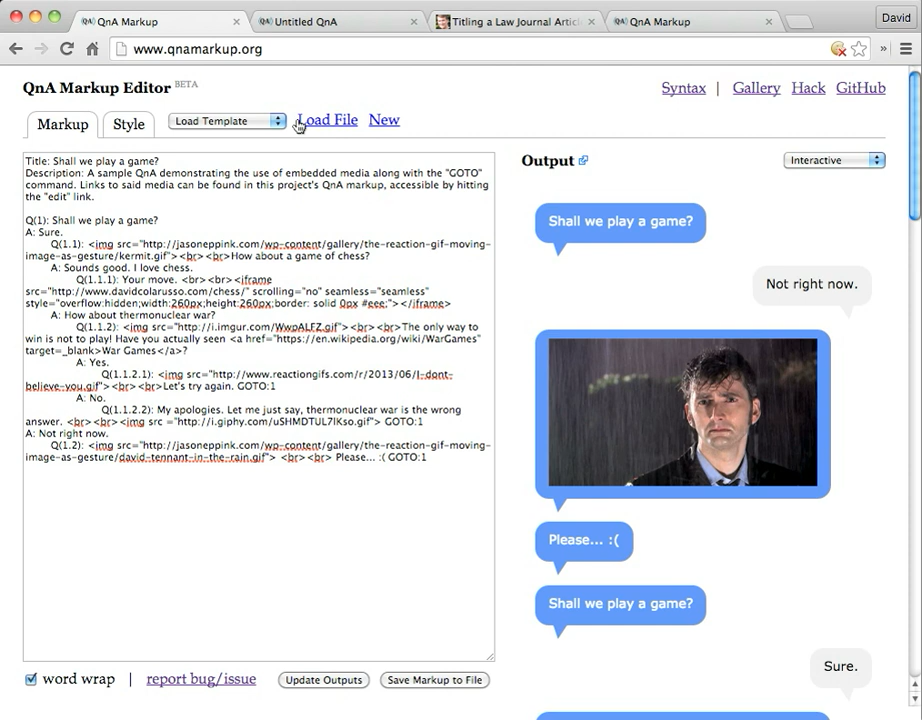 QnA Markup
Untitled QnA
Titling a Law Journal Artic
QnA Markup
David
www.qnamarkup.org
QnA Markup Editor BETA
Syntax | Gallery Hack GitHub
Markup Style Load Template Load File New
Title: Shall we play a game?
Description: A sample QnA demonstrating the use of embedded media along with the "GOTO"
command. Links to said media can be found in this project's QnA markup, accessible by hitting
the "edit" link.
Q(1): Shall we play a game?
A: Sure.
Q(1.1): <img src="http://jasoneppink.com/wp-content/gallery/the-reaction-gif-moving-
image-as-gesture/kermit.gif"><br><br>How about a game of chess?
A: Sounds good. I love chess.
Q(1.1.1): Your move. <br><br><iframe
src="http://www.davidcolarusso.com/chess/" scrolling="no" seamless="seamless"
style="overflow:hidden;width:260px;height:260px;border: solid 0px #eee;"></iframe>
A: How about thermonuclear war?
Q(1.1.2): <img src="http://i.imgur.com/WwpALFZ.gif"><br><br>The only way to
win is not to play! Have you actually seen <a href="https://en.wikipedia.org/wiki/WarGames"
target=_blank>War Games</a>?
A: Yes.
Q(1.1.2.1): <img src="http://www.reactiongifs.com/r/2013/06/I-dont-
believe-you.gif"><br><br>Let's try again. GOTO:1
A: No.
Q(1.1.2.2): My apologies. Let me just say, thermonuclear war is the wrong
answer. <br><br><img src="http://i.giphy.com/uSHMDTUL7IKso.gif"> GOTO:1
A: Not right now.
Q(1.2): <img src="http://jasoneppink.com/wp-content/gallery/the-reaction-gif-moving-
image-as-gesture/david-tennant-in-the-rain.gif"> <br><br> Please... :( GOTO:1
word wrap | report bug/issue Update Outputs Save Markup to File
Output Interactive
Shall we play a game?
Not right now.
Please... :(
Shall we play a game?
Sure.